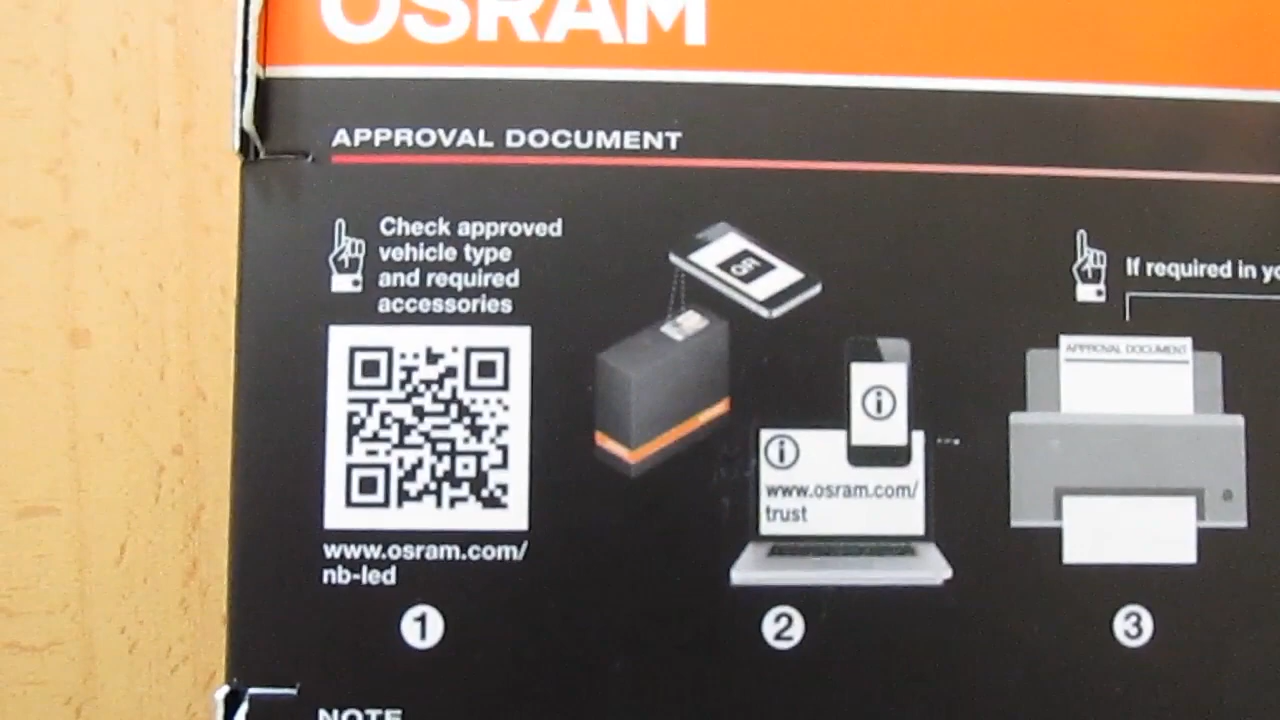 OSRAM
APPROVAL DOCUMENT
Check approved
vehicle type
and required
accessories
www.osram.com/
nb-led
1
QR
i
i
www.osram.com/
trust
2
If required in
APPROVAL DOCUMENT
3
NOTE